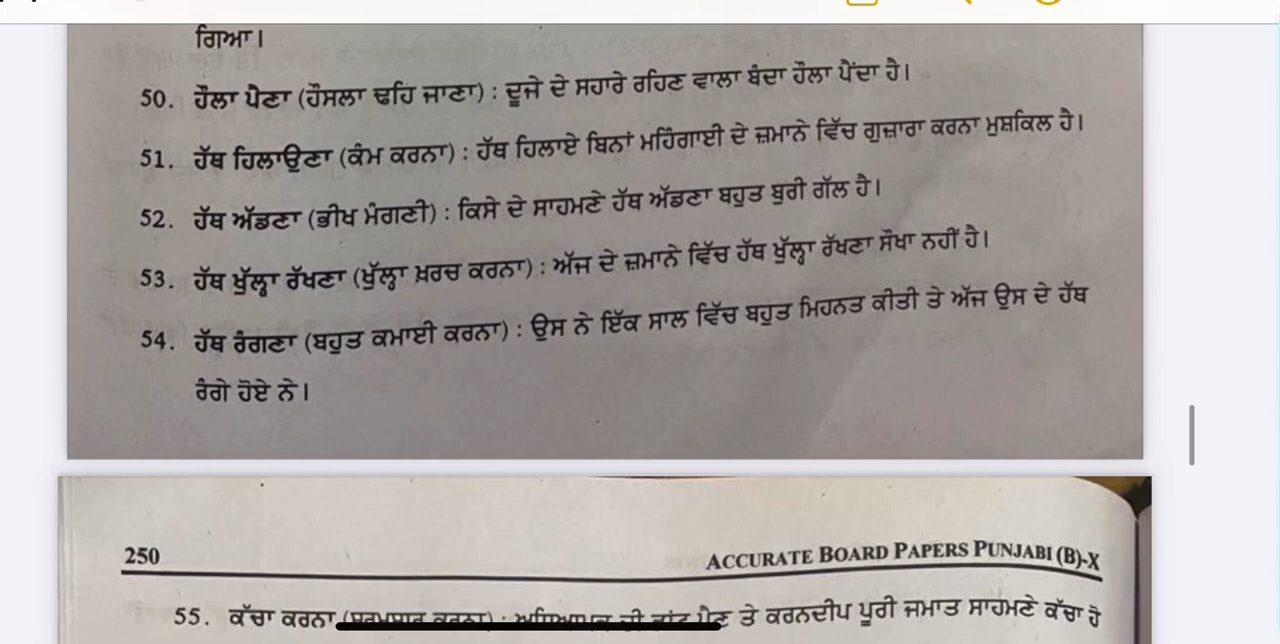 ਗਿਆ।
50. ਹੌਲਾ ਪੈਣਾ (ਹੌਸਲਾ ਢਹਿ ਜਾਣਾ) : ਦੂਜੇ ਦੇ ਸਹਾਰੇ ਰਹਿਣ ਵਾਲਾ ਬੰਦਾ ਹੌਲਾ ਪੈਂਦਾ ਹੈ।
51. ਹੱਥ ਹਿਲਾਉਣਾ (ਕੰਮ ਕਰਨਾ) : ਹੱਥ ਹਿਲਾਏ ਬਿਨਾਂ ਮਹਿੰਗਾਈ ਦੇ ਜ਼ਮਾਨੇ ਵਿੱਚ ਗੁਜ਼ਾਰਾ ਕਰਨਾ ਮੁਸ਼ਕਿਲ ਹੈ।
52. ਹੱਥ ਅੱਡਣਾ (ਭੀਖ ਮੰਗਣੀ) : ਕਿਸੇ ਦੇ ਸਾਹਮਣੇ ਹੱਥ ਅੱਡਣਾ ਬਹੁਤ ਬੁਰੀ ਗੱਲ ਹੈ।
53. ਹੱਥ ਖੁੱਲ੍ਹਾ ਰੱਖਣਾ (ਖੁੱਲ੍ਹਾ ਖ਼ਰਚ ਕਰਨਾ) : ਅੱਜ ਦੇ ਜ਼ਮਾਨੇ ਵਿੱਚ ਹੱਥ ਖੁੱਲ੍ਹਾ ਰੱਖਣਾ ਸੌਖਾ ਨਹੀਂ ਹੈ।
54. ਹੱਥ ਰੰਗਣਾ (ਬਹੁਤ ਕਮਾਈ ਕਰਨਾ) : ਉਸ ਨੇ ਇੱਕ ਸਾਲ ਵਿੱਚ ਬਹੁਤ ਮਿਹਨਤ ਕੀਤੀ ਤੇ ਅੱਜ ਉਸ ਦੇ ਹੱਥ
ਰੰਗੇ ਹੋਏ ਨੇ।
250 ACCURATE BOARD PAPERS PUNJABI (B)-X
55. ਕੱਚਾ ਕਰਨਾ ਤੇ ਕਰਨਦੀਪ ਪੂਰੀ ਜਮਾਤ ਸਾਹਮਣੇ ਕੱਚਾ ਹੋ